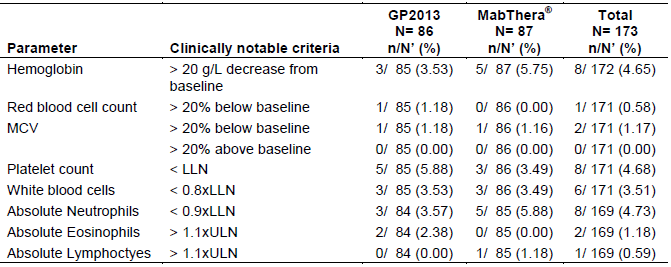 GP2013 MabThera® Total
N= 86 N= 87 N= 173
Parameter Clinically notable criteria n/N’ (%) n/N’ (%) n/N’ (%)
Hemoglobin > 20 g/L decrease from 3/ 85 (3.53) 5/ 87 (5.75) 8/ 172 (4.65)
baseline
Red blood cell count > 20% below baseline 1/ 85 (1.18) 0/ 86 (0.00) 1/ 171 (0.58)
MCV > 20% below baseline 1/ 85 (1.18) 1/ 86 (1.16) 2/ 171 (1.17)
> 20% above baseline 0/ 85 (0.00) 0/ 86 (0.00) 0/ 171 (0.00)
Platelet count < LLN 5/ 85 (5.88) 3/ 86 (3.49) 8/ 171 (4.68)
White blood cells < 0.8xLLN 3/ 85 (3.53) 3/ 86 (3.49) 6/ 171 (3.51)
Absolute Neutrophils < 0.9xLLN 3/ 84 (3.57) 5/ 85 (5.88) 8/ 169 (4.73)
Absolute Eosinophils > 1.1xULN 2/ 84 (2.38) 0/ 85 (0.00) 2/ 169 (1.18)
Absolute Lymphoctyes > 1.1xULN 0/ 84 (0.00) 1/ 85 (1.18) 1/ 169 (0.59)